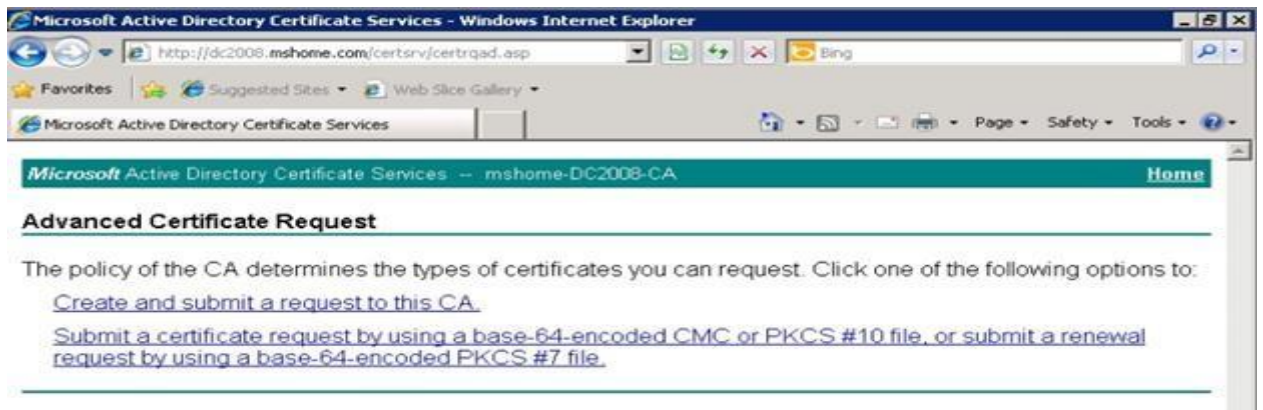 Microsoft Active Directory Certificate Services - Windows Internet Explorer
http://dc2008.mshome.com/certsrv/certrqad.asp
Bing
Favorites
Suggested Sites
Web Slice Gallery
Microsoft Active Directory Certificate Services
Page
Safety
Tools
Microsoft Active Directory Certificate Services -- mshome-DC2008-CA
Home
Advanced Certificate Request
The policy of the CA determines the types of certificates you can request. Click one of the following options to:
Create and submit a request to this CA.
Submit a certificate request by using a base-64-encoded CMC or PKCS #10 file, or submit a renewal
request by using a base-64-encoded PKCS #7 file.